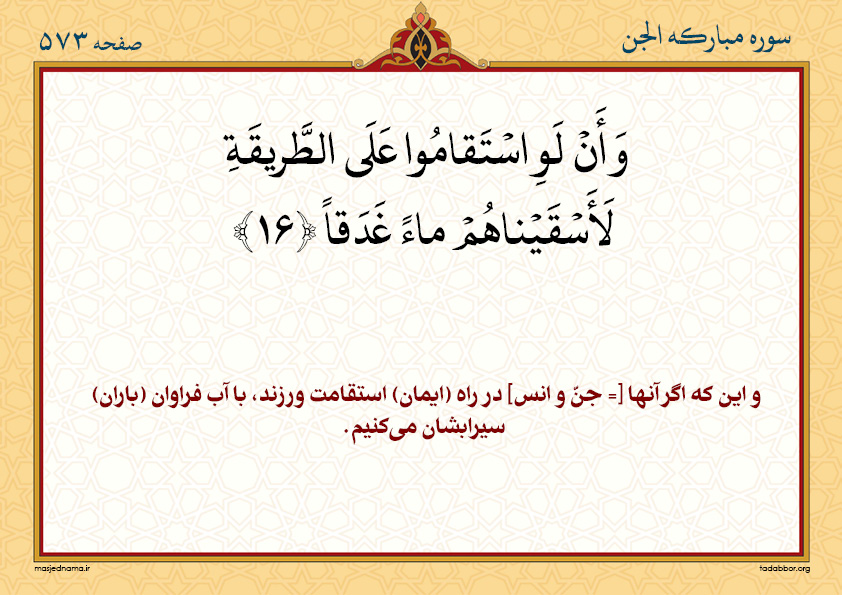 سوره مبارکه الجن
صفحه ۵۷۳
وَ أَنْ لَوِ اسْتَقامُوا عَلَى الطَّريقَةِ
لَأَسْقَيْناهُمْ ماءً غَدَقاً ﴿۱۶﴾
و این که اگر آنها [= جنّ و انس] در راه (ایمان) استقامت ورزند، با آب فراوان (باران)
سیرابشان می‌کنیم.
masjednama.ir
tadabbor.org